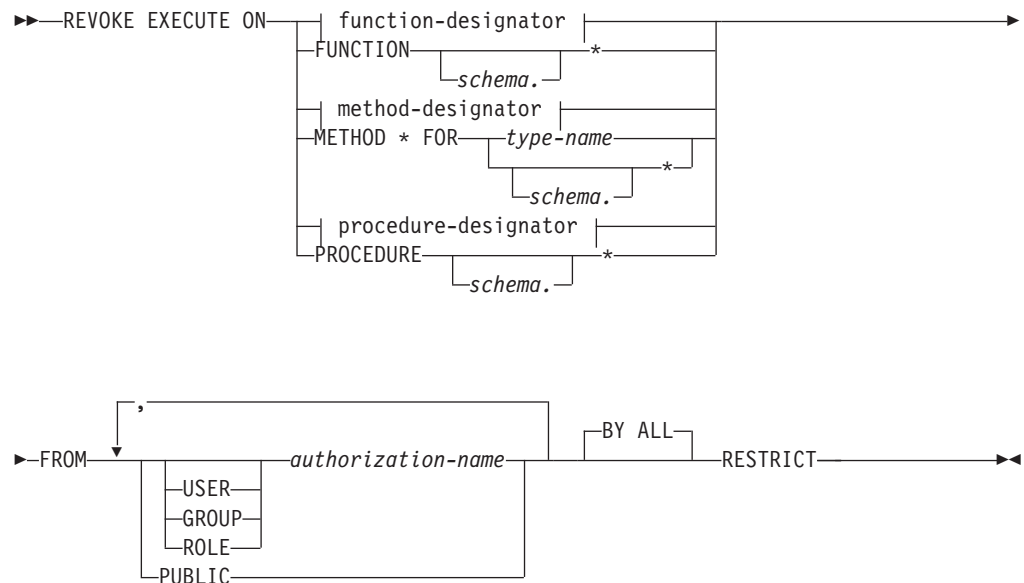 REVOKE EXECUTE ON function-designator
FUNCTION *
schema.
method-designator
METHOD * FOR type-name
*
schema.
procedure-designator
PROCEDURE *
schema.
,
BY ALL
FROM authorization-name RESTRICT
USER
GROUP
ROLE
PUBLIC